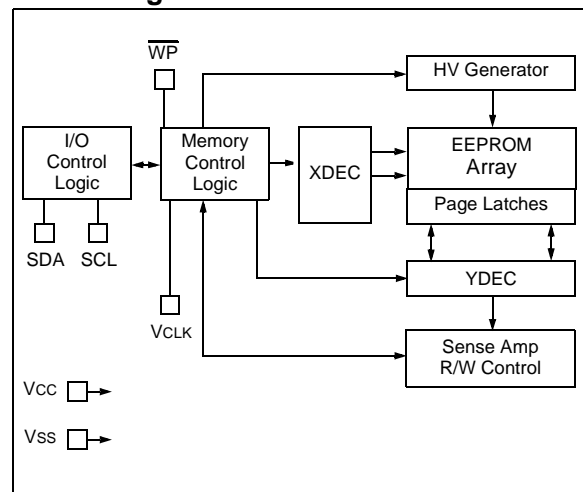 WP
HV Generator
I/O
Control
Logic
Memory
Control
Logic
XDEC
EEPROM
Array
Page Latches
SDA
SCL
YDEC
VCLK
Sense Amp
R/W Control
VCC
VSS